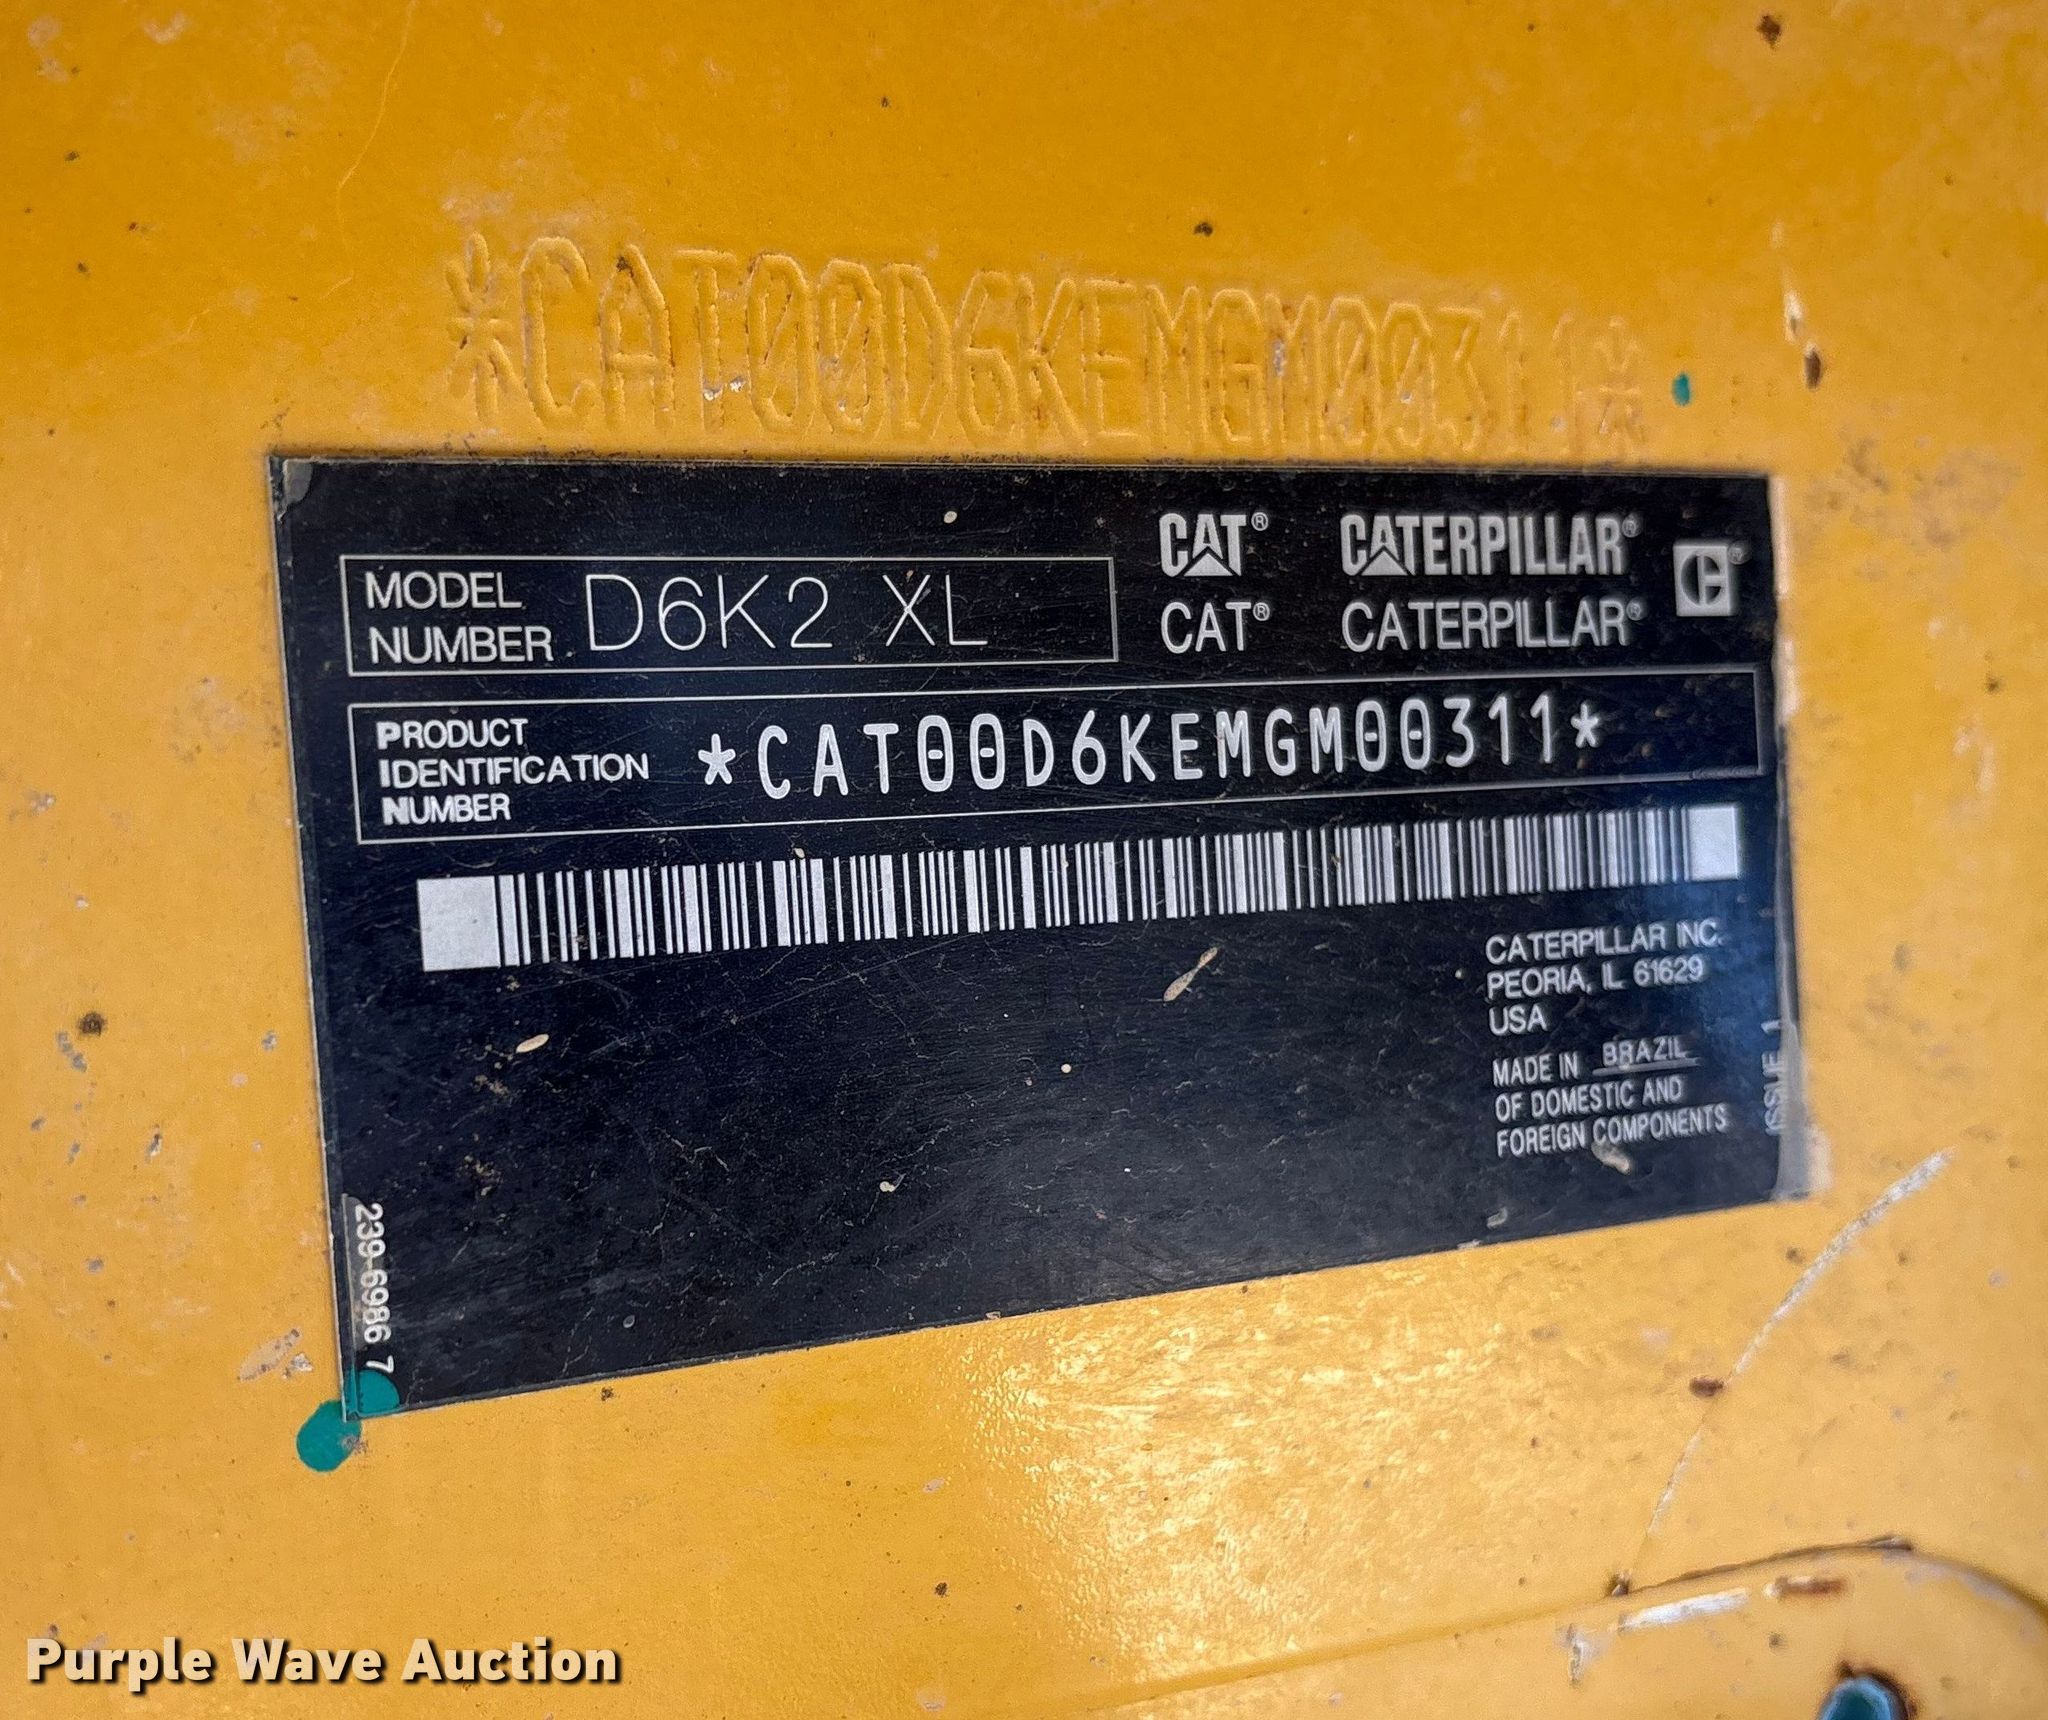 *CAT00D6KEMGM00311*
MODEL NUMBER D6K2 XL
CAT® CATERPILLAR®
CAT® CATERPILLAR®
PRODUCT IDENTIFICATION NUMBER *CAT00D6KEMGM00311*
CATERPILLAR INC.
PEORIA, IL 61629
USA
MADE IN BRAZIL
OF DOMESTIC AND
FOREIGN COMPONENTS
ISSUE 1
239-6986 7
Purple Wave Auction